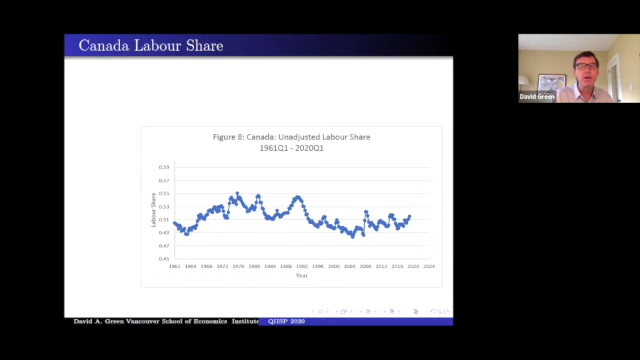 Canada Labour Share
David Green
Figure 8: Canada: Unadjusted Labour Share
1961Q1 - 2020Q1
0.59
0.57
0.55
0.53
0.51
0.49
0.47
0.45
Labour Share
1961 1964 1968 1972 1976 1980 1984 1988 1992 1996 2000 2004 2008 2012 2016 2020 2024
Year
David A. Green Vancouver School of Economics Institute QIISP 2020